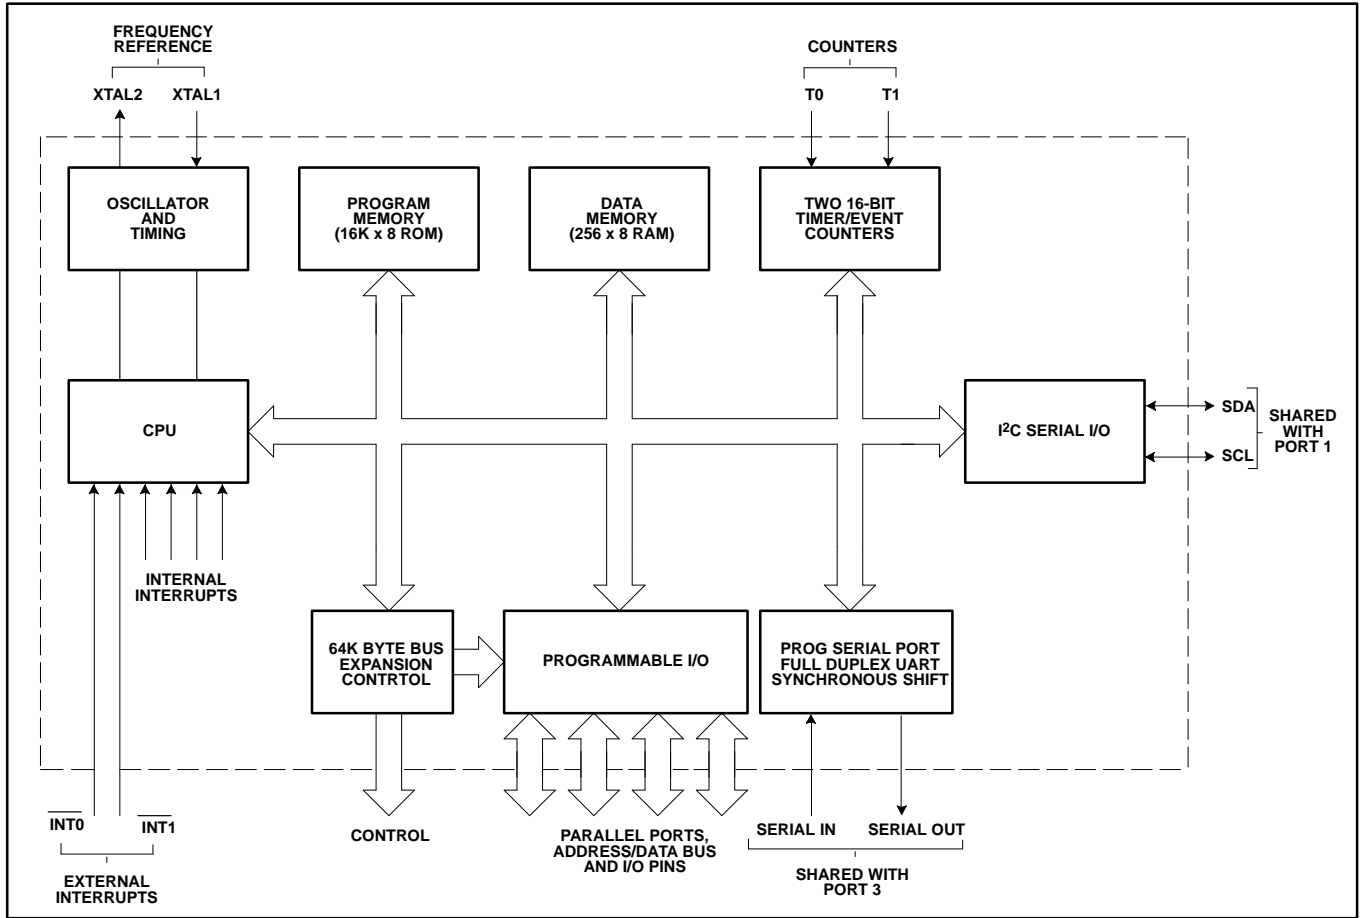 FREQUENCY
REFERENCE
COUNTERS
XTAL2
XTAL1
T0
T1
OSCILLATOR
AND
TIMING
PROGRAM
MEMORY
(16K x 8 ROM)
DATA
MEMORY
(256 x 8 RAM)
TWO 16-BIT
TIMER/EVENT
COUNTERS
CPU
I²C SERIAL I/O
SDA
SCL
SHARED
WITH
PORT 1
INTERNAL
INTERRUPTS
64K BYTE BUS
EXPANSION
CONTRTOL
PROGRAMMABLE I/O
PROG SERIAL PORT
FULL DUPLEX UART
SYNCHRONOUS SHIFT
INT0
INT1
EXTERNAL
INTERRUPTS
CONTROL
PARALLEL PORTS,
ADDRESS/DATA BUS
AND I/O PINS
SERIAL IN
SERIAL OUT
SHARED WITH
PORT 3